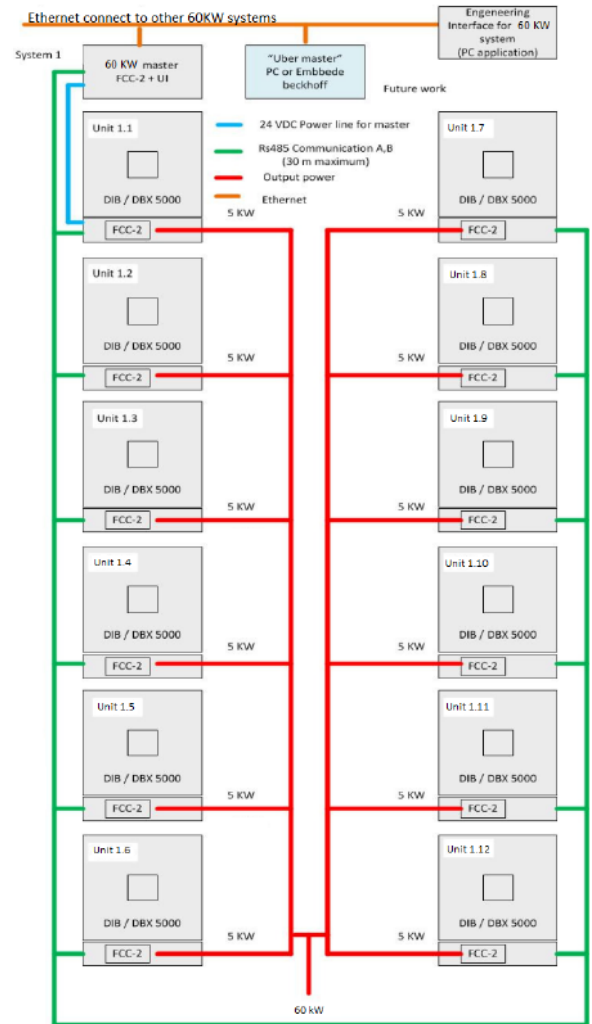 Ethernet connect to other 60KW systems
Engeneering
Interface for 60 KW
system
(PC application)
System 1
60 KW master
FCC-2 + UI
"Uber master"
PC or Embbede
beckhoff
Future work
Unit 1.1
DIB / DBX 5000
FCC-2
24 VDC Power line for master
Rs485 Communication A,B
(30 m maximum)
Output power
Ethernet
Unit 1.7
DIB / DBX 5000
FCC-2
5 KW
5 KW
Unit 1.2
DIB / DBX 5000
FCC-2
5 KW
5 KW
Unit 1.8
DIB / DBX 5000
FCC-2
Unit 1.3
DIB / DBX 5000
FCC-2
5 KW
5 KW
Unit 1.9
DIB / DBX 5000
FCC-2
Unit 1.4
DIB / DBX 5000
FCC-2
5 KW
5 KW
Unit 1.10
DIB / DBX 5000
FCC-2
Unit 1.5
DIB / DBX 5000
FCC-2
5 KW
5 KW
Unit 1.11
DIB / DBX 5000
FCC-2
Unit 1.6
DIB / DBX 5000
FCC-2
5 KW
5 KW
Unit 1.12
DIB / DBX 5000
FCC-2
60 kW